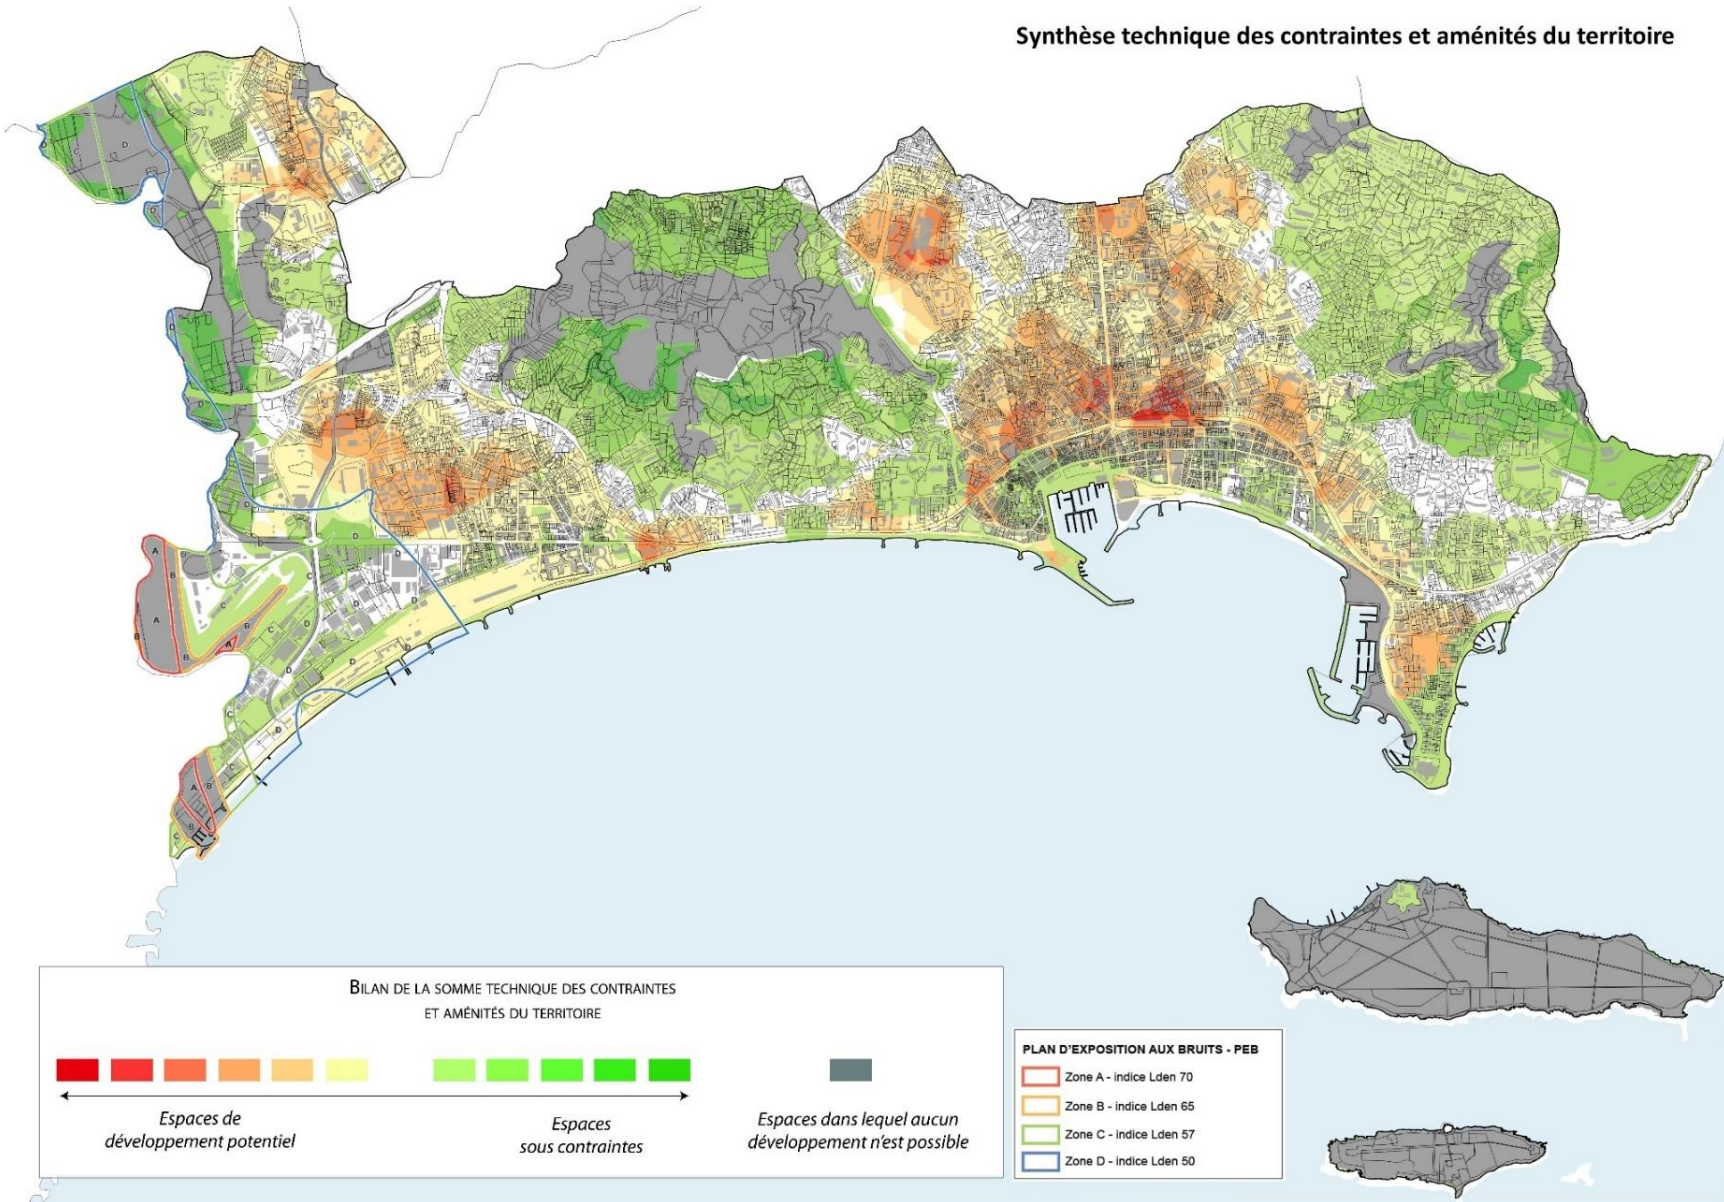 Synthèse technique des contraintes et aménités du territoire
D
D
D
D
D
D
D
D
D
D
D
A
B
C
C
D
A
B
B
A
B
D
C
D
D
D
D
D
D
C
D
C
A
B
B
C
BILAN DE LA SOMME TECHNIQUE DES CONTRAINTES
ET AMÉNITÉS DU TERRITOIRE
Espaces de
développement potentiel
Espaces
sous contraintes
Espaces dans lequel aucun
développement n'est possible
PLAN D'EXPOSITION AUX BRUITS - PEB
Zone A - indice Lden 70
Zone B - indice Lden 65
Zone C - indice Lden 57
Zone D - indice Lden 50